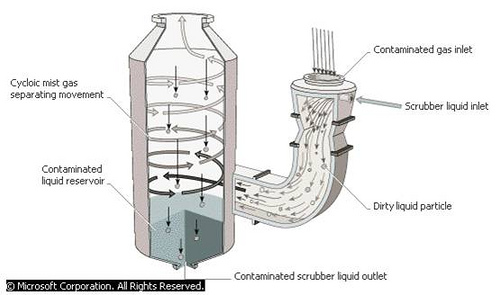 Contaminated gas inlet
Cycloic mist gas
separating movement
Scrubber liquid inlet
Contaminated
liquid reservoir
Dirty liquid particle
Contaminated scrubber liquid outlet
© Microsoft Corporation. All Rights Reserved.